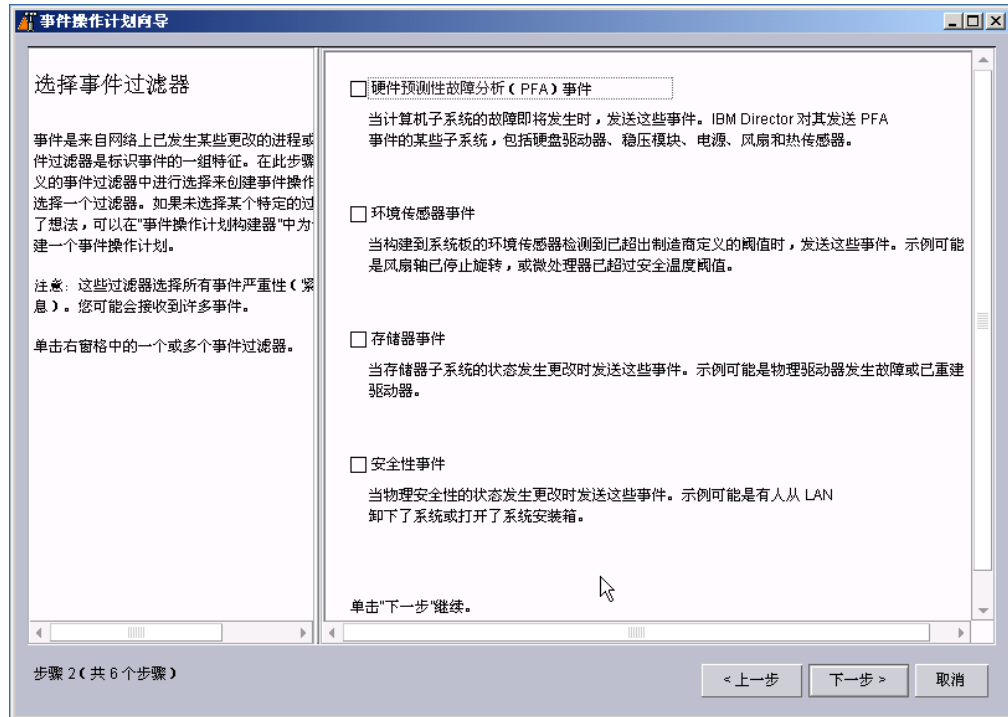 事件操作计划向导
选择事件过滤器
事件是来自网络上已发生某些更改的进程或
件过滤器是标识事件的一组特征。在此步骤
义的事件过滤器中进行选择来创建事件操作
选择一个过滤器。如果未选择某个特定的过
了想法，可以在"事件操作计划构建器"中为
建一个事件操作计划。
注意：这些过滤器选择所有事件严重性（紧
息）。您可能会接收到许多事件。
单击右窗格中的一个或多个事件过滤器。
硬件预测性故障分析（PFA）事件
当计算机子系统的故障即将发生时，发送这些事件。IBM Director 对其发送 PFA
事件的某些子系统，包括硬盘驱动器、稳压模块、电源、风扇和热传感器。
环境传感器事件
当构建到系统板的环境传感器检测到已超出制造商定义的阈值时，发送这些事件。示例可能
是风扇轴已停止旋转，或微处理器已超过安全温度阈值。
存储器事件
当存储器子系统的状态发生更改时发送这些事件。示例可能是物理驱动器发生故障或已重建
驱动器。
安全性事件
当物理安全性的状态发生更改时发送这些事件。示例可能是有人从 LAN
卸下了系统或打开了系统安装箱。
单击"下一步"继续。
步骤 2（共 6 个步骤）
< 上一步
下一步 >
取消